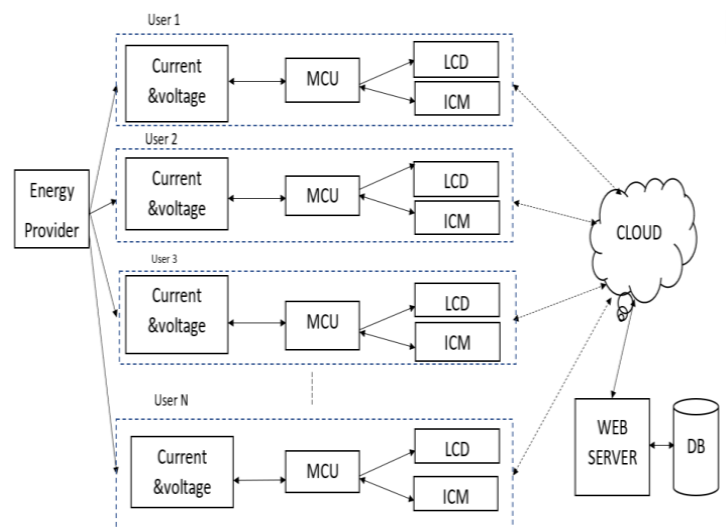 User 1
Current
&voltage
MCU
LCD
ICM
User 2
Current
&voltage
MCU
LCD
ICM
Energy
Provider
CLOUD
User 3
Current
&voltage
MCU
LCD
ICM
User N
Current
&voltage
MCU
LCD
ICM
WEB
SERVER
DB